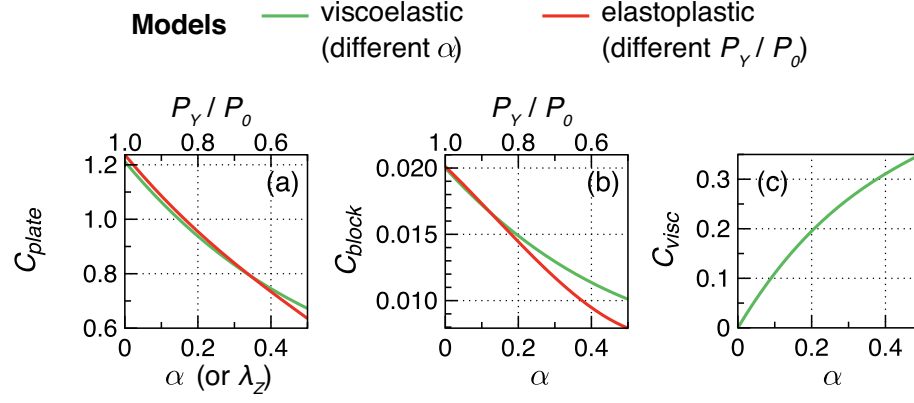 Models
viscoelastic
(different α)
elastoplastic
(different P_Y / P_0)
P_Y / P_0
1.0 0.8 0.6
(a)
C_plate
1.2
1.0
0.8
0.6
0 0.2 0.4
α (or λ_Z)
P_Y / P_0
1.0 0.8 0.6
(b)
C_block
0.020
0.015
0.010
0 0.2 0.4
α
(c)
C_visc
0.3
0.2
0.1
0
0 0.2 0.4
α